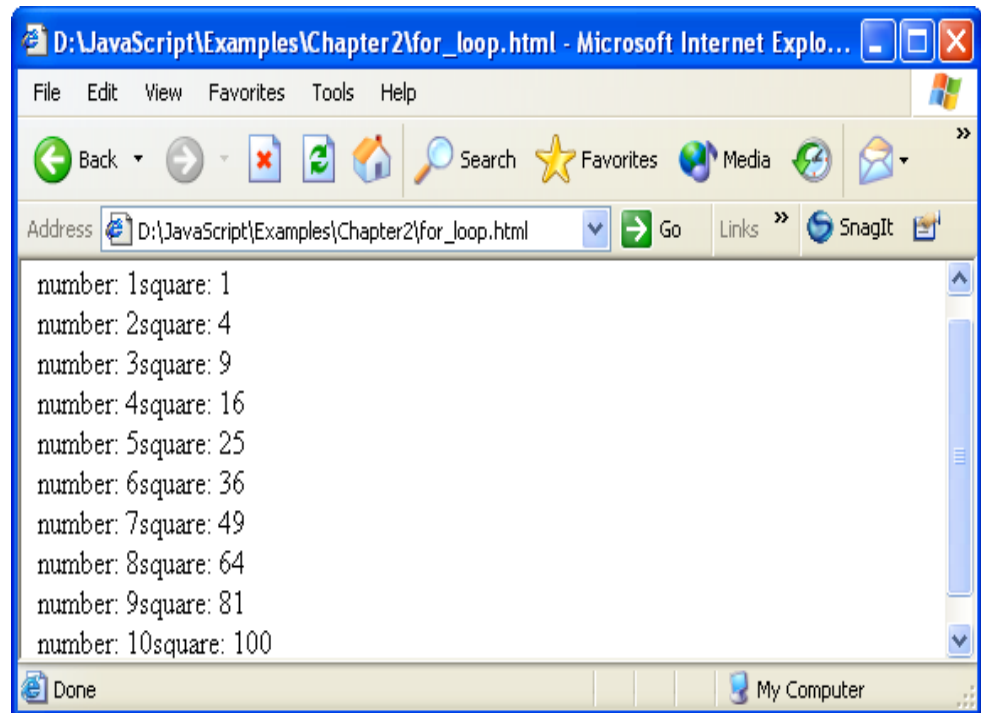 D:\JavaScript\Examples\Chapter2\for_loop.html - Microsoft Internet Explo...
File Edit View Favorites Tools Help
Back Search Favorites Media »
Address D:\JavaScript\Examples\Chapter2\for_loop.html Go Links » SnagIt
number: 1square: 1
number: 2square: 4
number: 3square: 9
number: 4square: 16
number: 5square: 25
number: 6square: 36
number: 7square: 49
number: 8square: 64
number: 9square: 81
number: 10square: 100
Done My Computer